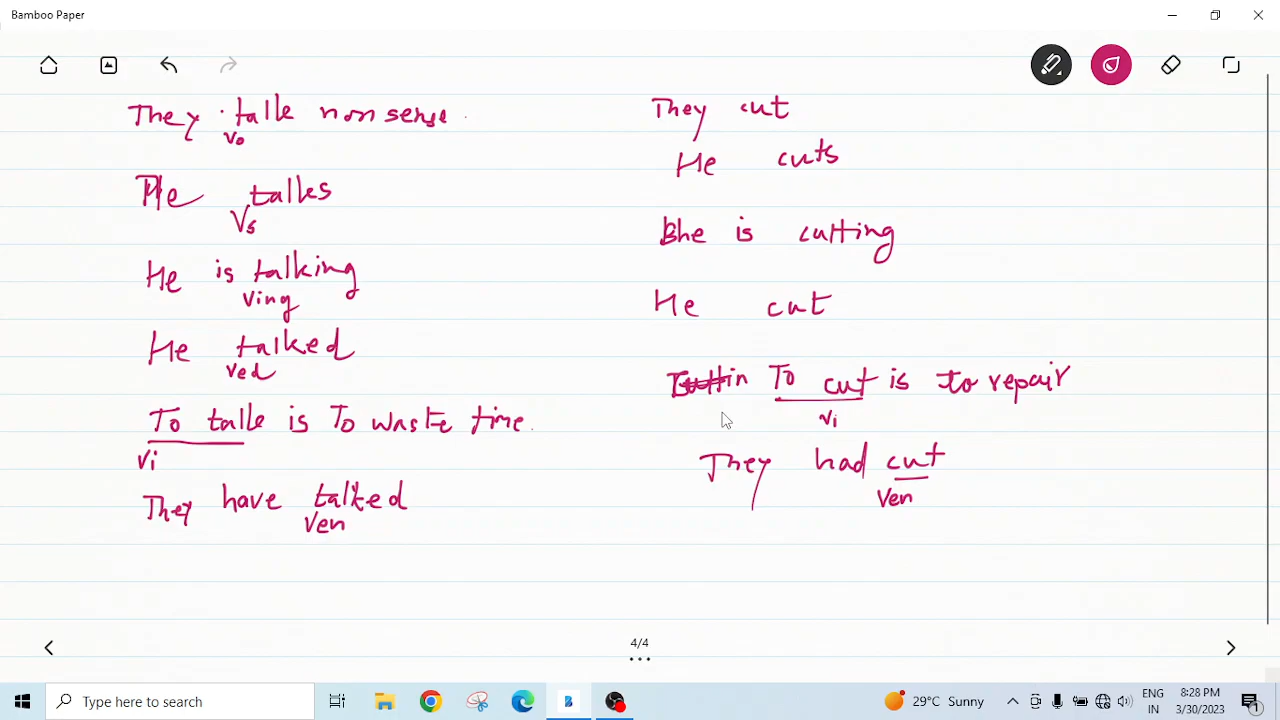 Bamboo Paper
They talk nonsense.
Vo
He talks
Vs
He is talking
Ving
He talked
Ved
To talk is To waste time.
Vi
They have talked
Ven
They cut
He cuts
She is cutting
He cut
To cut is to repair
Vi
They had cut
Ven
4/4
Type here to search
29°C Sunny
ENG
IN
8:28 PM
3/30/2023